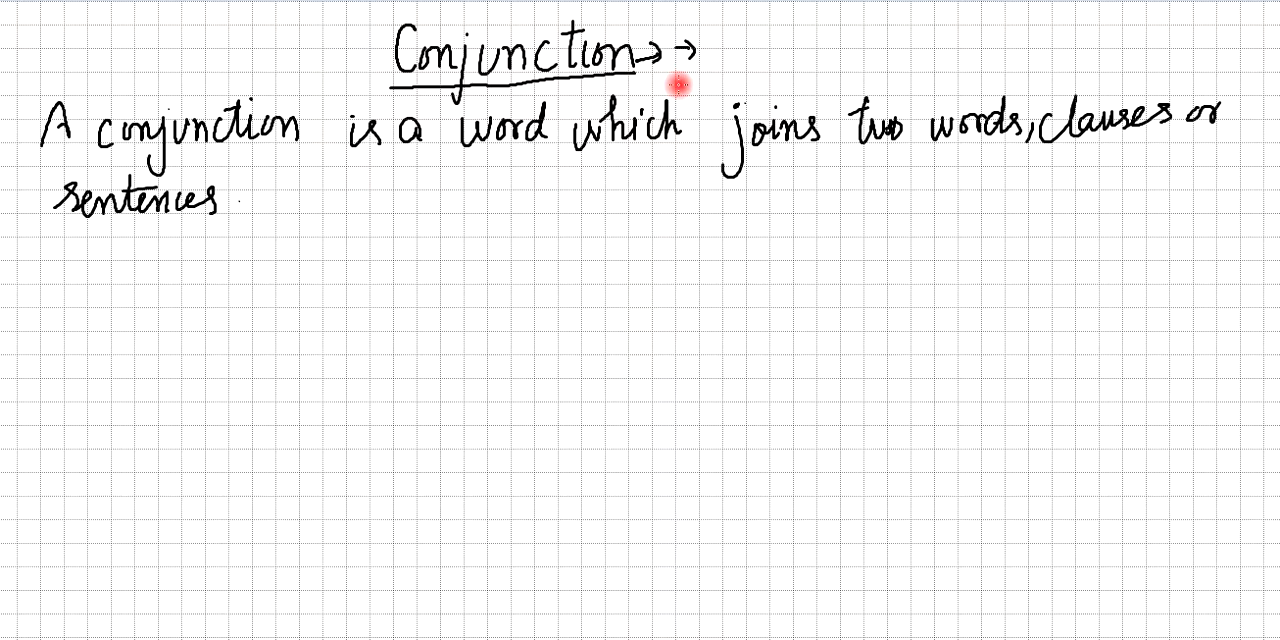 Conjunction→→
A conjunction is a word which joins two words, clauses or
sentences